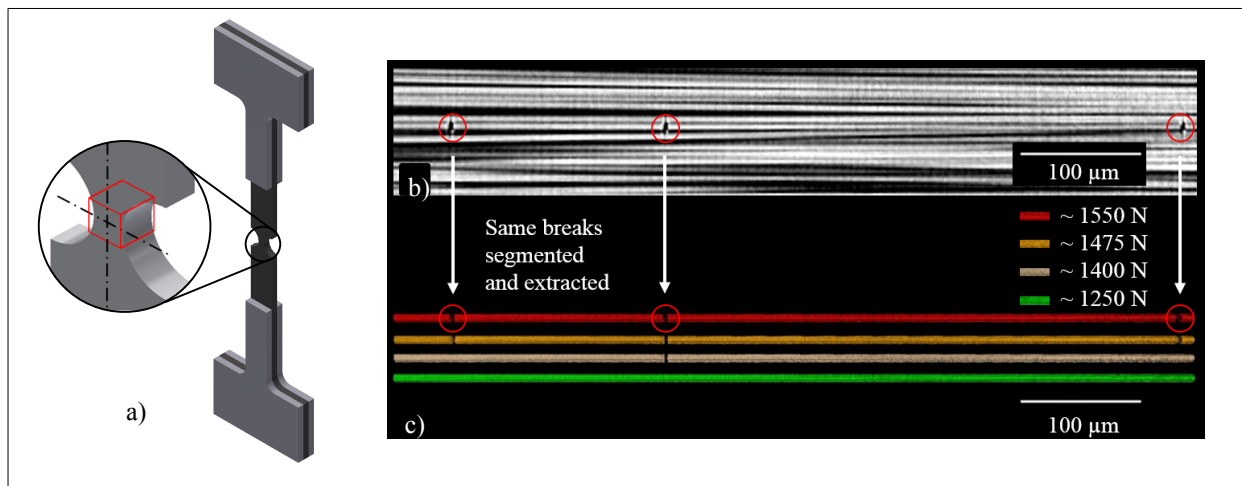 a)
b)
100 µm
Same breaks
segmented
and extracted
~ 1550 N
~ 1475 N
~ 1400 N
~ 1250 N
c)
100 µm